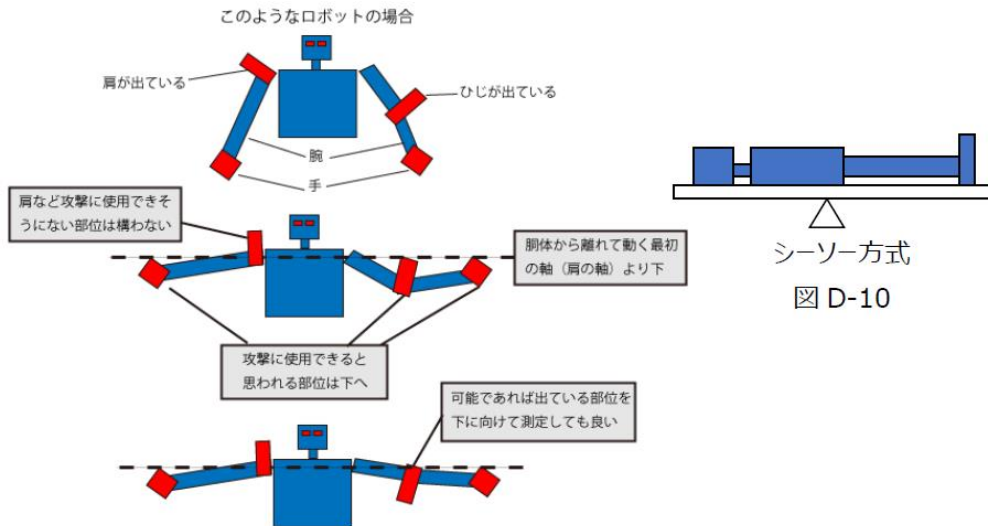 このようなロボットの場合
肩が出ている
ひじが出ている
腕
手
肩など攻撃に使用できそ
うにない部位は構わない
胴体から離れて動く最初
の軸（肩の軸）より下
攻撃に使用できると
思われる部位は下へ
可能であれば出ている部位を
下に向けて測定しても良い
シーソー方式
図 D-10